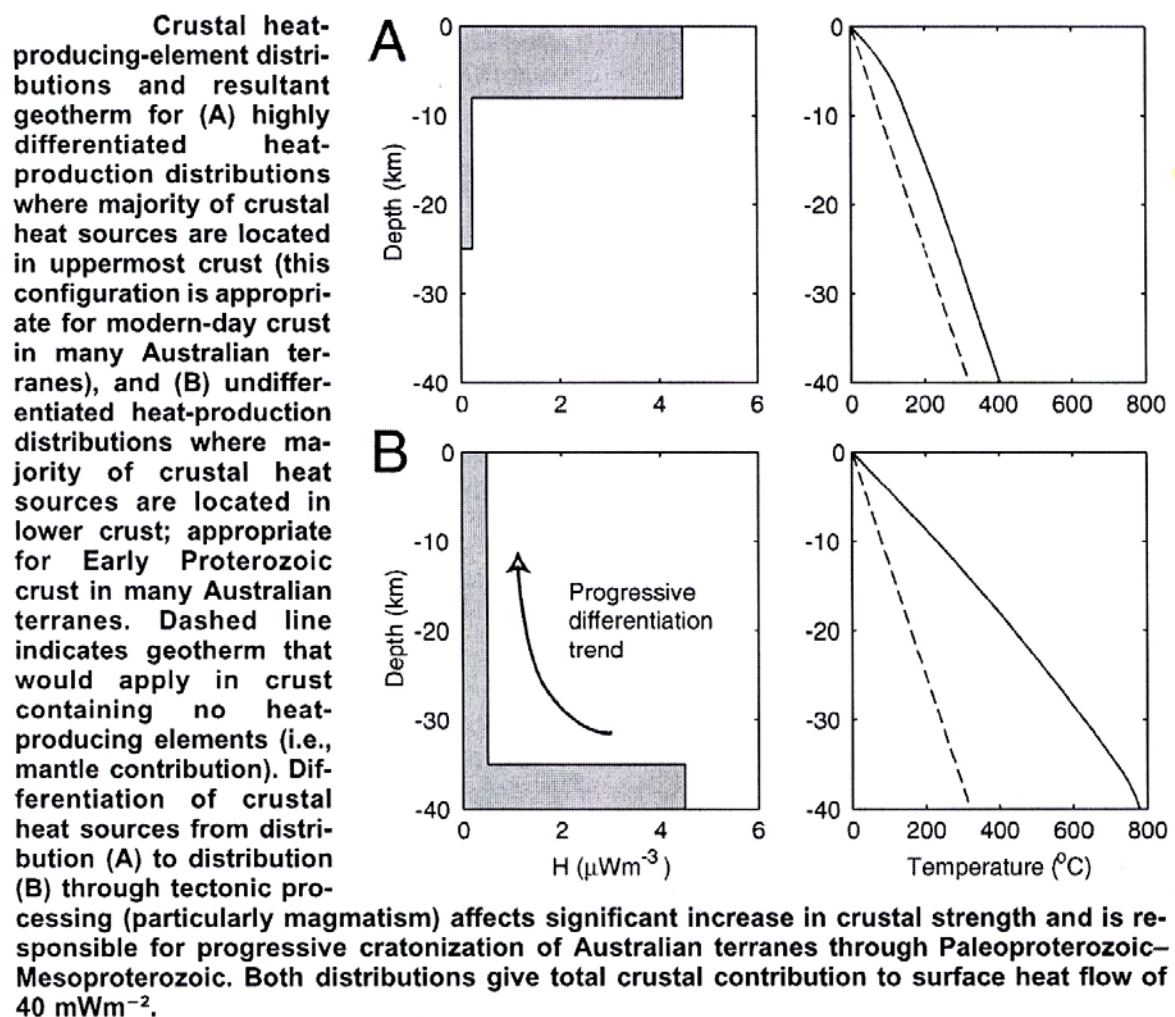 Crustal heat-
producing-element distri-
butions and resultant
geotherm for (A) highly
differentiated heat-
production distributions
where majority of crustal
heat sources are located
in uppermost crust (this
configuration is appropri-
ate for modern-day crust
in many Australian ter-
ranes), and (B) undiffer-
entiated heat-production
distributions where ma-
jority of crustal heat
sources are located in
lower crust; appropriate
for Early Proterozoic
crust in many Australian
terranes. Dashed line
indicates geotherm that
would apply in crust
containing no heat-
producing elements (i.e.,
mantle contribution). Dif-
ferentiation of crustal
heat sources from distri-
bution (A) to distribution
(B) through tectonic pro-
cessing (particularly magmatism) affects significant increase in crustal strength and is re-
sponsible for progressive cratonization of Australian terranes through Paleoproterozoic–
Mesoproterozoic. Both distributions give total crustal contribution to surface heat flow of
40 mWm⁻².
A
0
-10
-20
-30
-40
Depth (km)
0 2 4 6
0
-10
-20
-30
-40
0 200 400 600 800
B
0
-10
-20
-30
-40
Depth (km)
Progressive
differentiation
trend
0 2 4 6
H (μWm⁻³)
0
-10
-20
-30
-40
0 200 400 600 800
Temperature (°C)